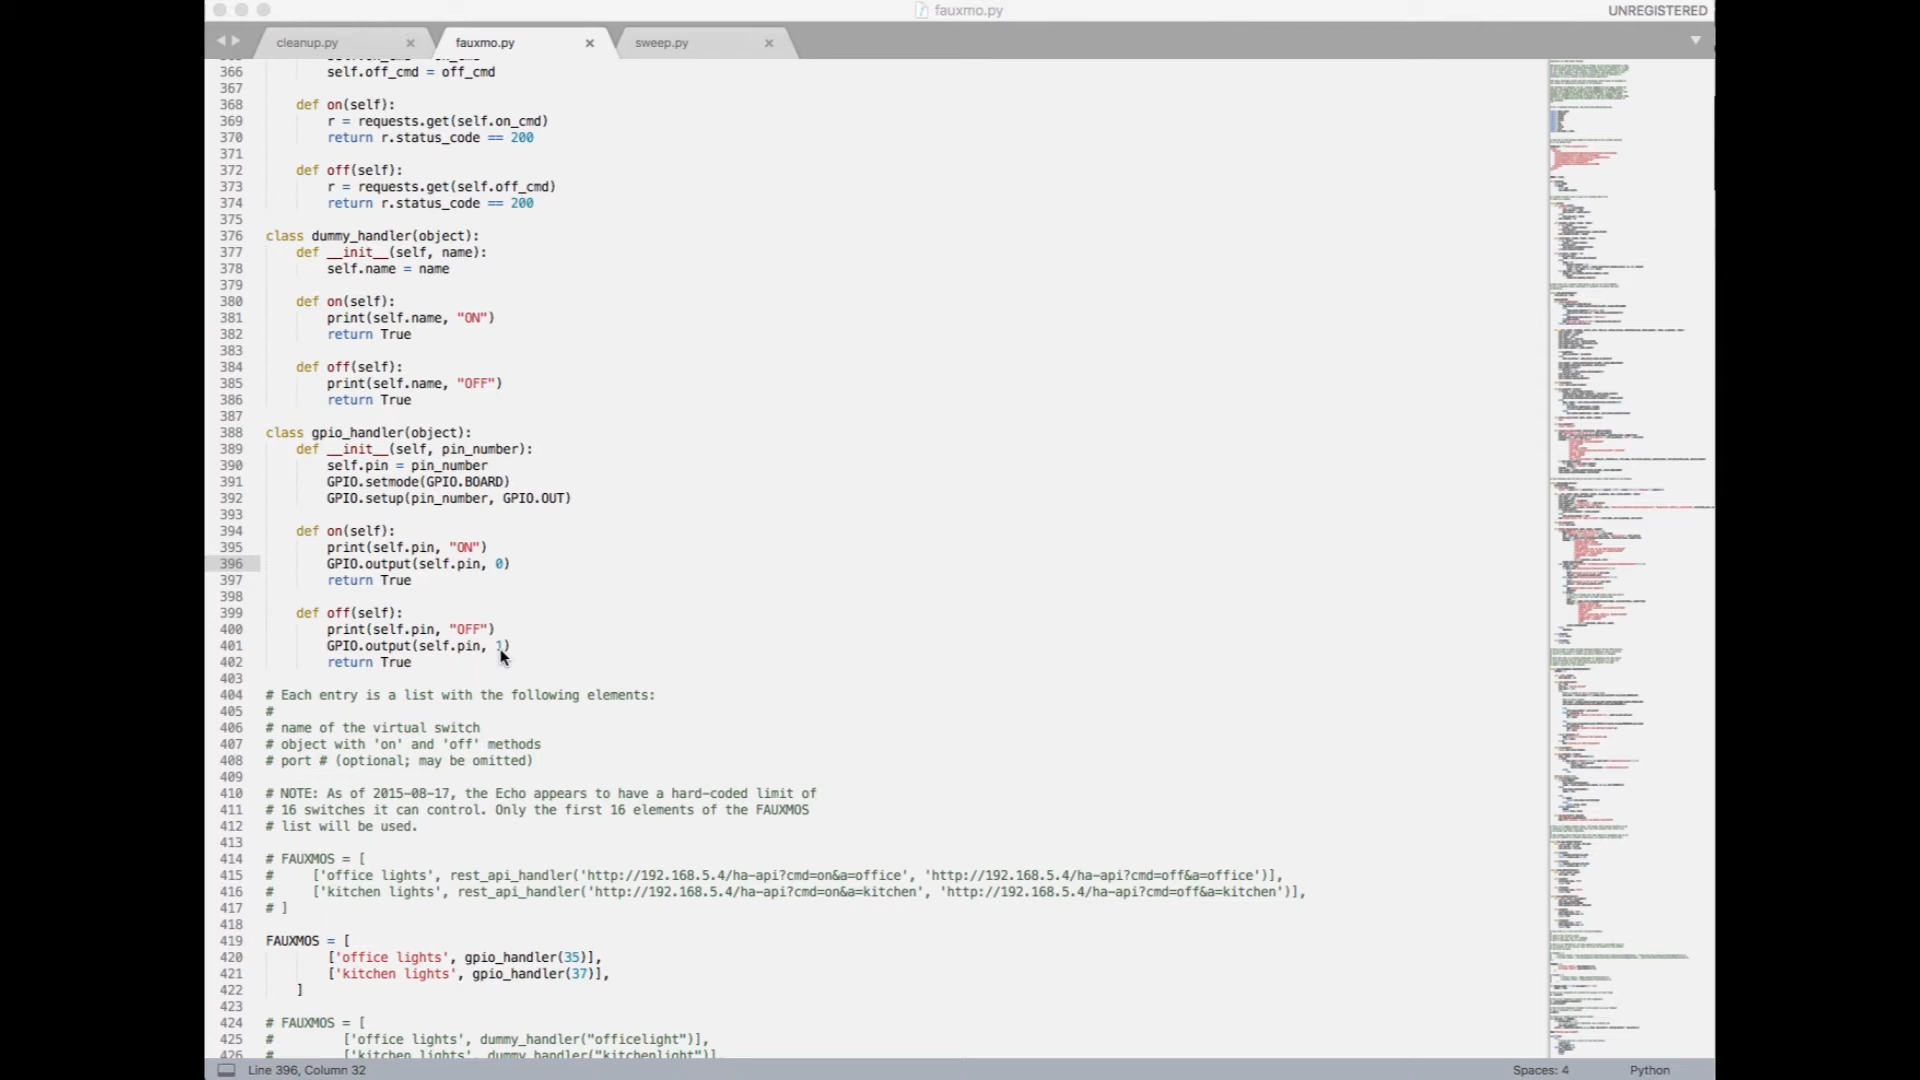 fauxmo.py
UNREGISTERED
cleanup.py
fauxmo.py
sweep.py
366 self.off_cmd = off_cmd
367
368 def on(self):
369 r = requests.get(self.on_cmd)
370 return r.status_code == 200
371
372 def off(self):
373 r = requests.get(self.off_cmd)
374 return r.status_code == 200
375
376 class dummy_handler(object):
377 def __init__(self, name):
378 self.name = name
379
380 def on(self):
381 print(self.name, "ON")
382 return True
383
384 def off(self):
385 print(self.name, "OFF")
386 return True
387
388 class gpio_handler(object):
389 def __init__(self, pin_number):
390 self.pin = pin_number
391 GPIO.setmode(GPIO.BOARD)
392 GPIO.setup(pin_number, GPIO.OUT)
393
394 def on(self):
395 print(self.pin, "ON")
396 GPIO.output(self.pin, 0)
397 return True
398
399 def off(self):
400 print(self.pin, "OFF")
401 GPIO.output(self.pin, 1)
402 return True
403
404 # Each entry is a list with the following elements:
405 #
406 # name of the virtual switch
407 # object with 'on' and 'off' methods
408 # port # (optional; may be omitted)
409
410 # NOTE: As of 2015-08-17, the Echo appears to have a hard-coded limit of
411 # 16 switches it can control. Only the first 16 elements of the FAUXMOS
412 # list will be used.
413
414 # FAUXMOS = [
415 # ['office lights', rest_api_handler('http://192.168.5.4/ha-api?cmd=on&a=office', 'http://192.168.5.4/ha-api?cmd=off&a=office')],
416 # ['kitchen lights', rest_api_handler('http://192.168.5.4/ha-api?cmd=on&a=kitchen', 'http://192.168.5.4/ha-api?cmd=off&a=kitchen')],
417 # ]
418
419 FAUXMOS = [
420 ['office lights', gpio_handler(35)],
421 ['kitchen lights', gpio_handler(37)],
422 ]
423
424 # FAUXMOS = [
425 # ['office lights', dummy_handler("officelight")],
426 # ['kitchen lights', dummy_handler("kitchenlight")],
Line 396, Column 32
Spaces: 4
Python